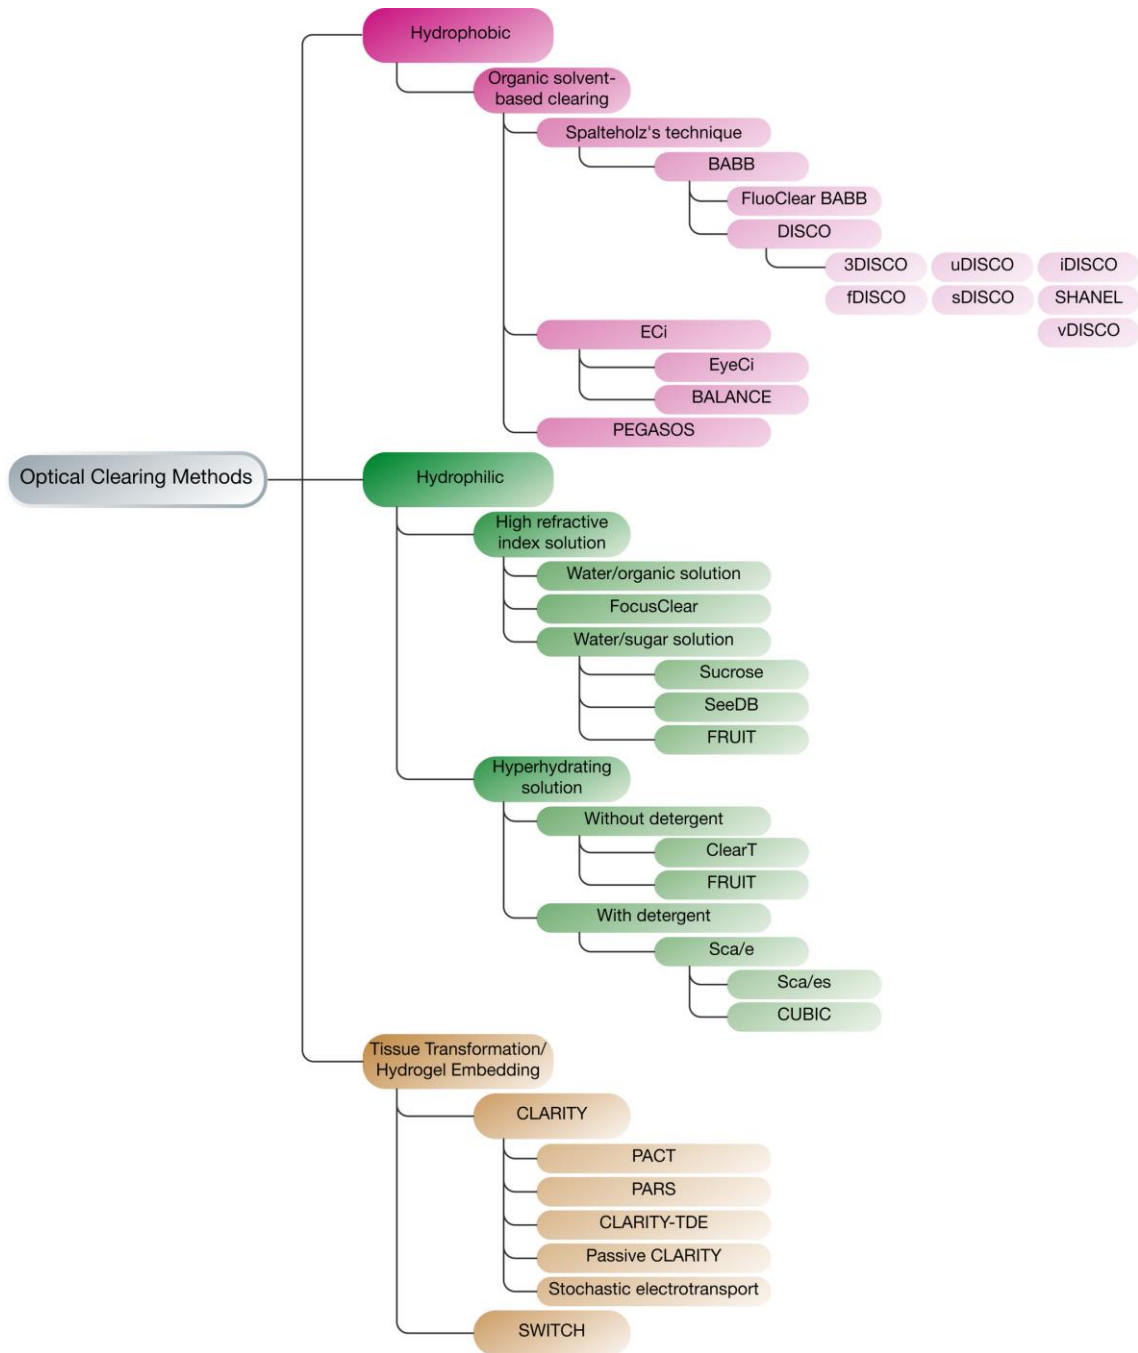 Hydrophobic
Organic solvent-
based clearing
Spalteholz's technique
BABB
FluoClear BABB
DISCO
3DISCO uDISCO iDISCO
fDISCO sDISCO SHANEL
vDISCO
ECi
EyeCi
BALANCE
PEGASOS
Optical Clearing Methods
Hydrophilic
High refractive
index solution
Water/organic solution
FocusClear
Water/sugar solution
Sucrose
SeeDB
FRUIT
Hyperhydrating
solution
Without detergent
ClearT
FRUIT
With detergent
Sca/e
Sca/es
CUBIC
Tissue Transformation/
Hydrogel Embedding
CLARITY
PACT
PARS
CLARITY-TDE
Passive CLARITY
Stochastic electrotransport
SWITCH